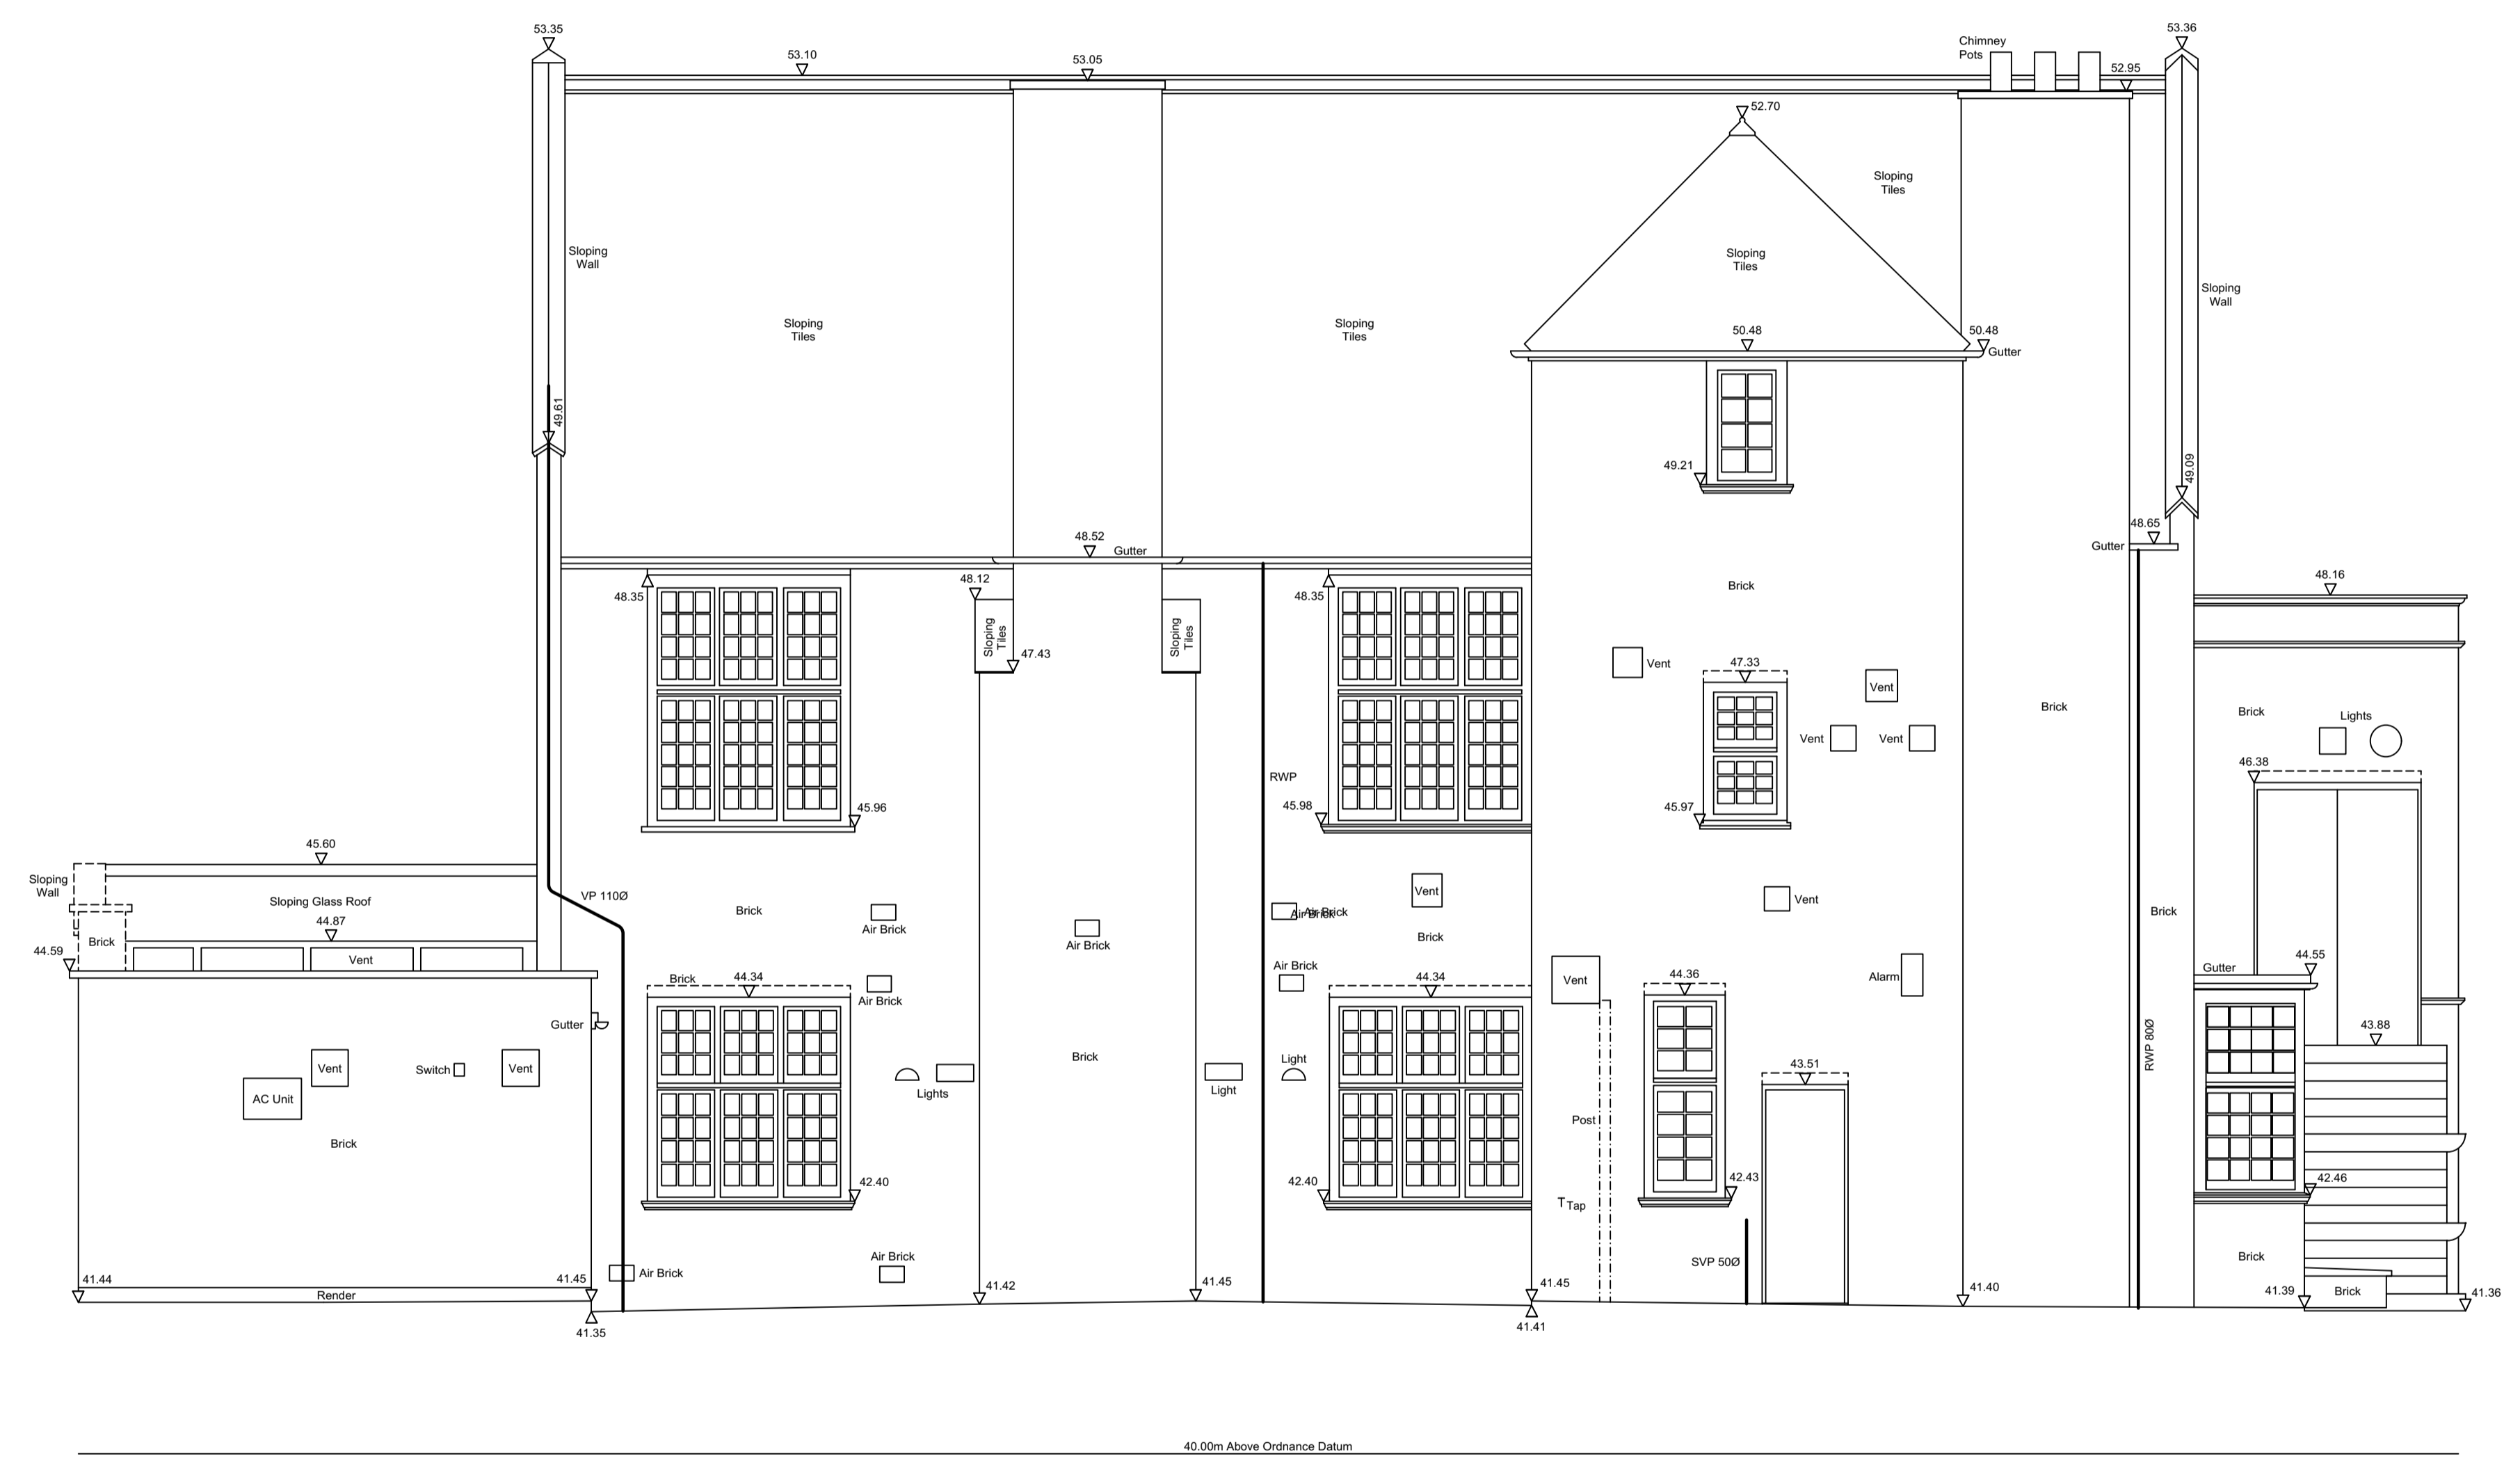 53.35
53.10
53.05
Chimney
Pots
52.95
53.36
52.70
Sloping
Tiles
Sloping
Wall
Sloping
Tiles
Sloping
Wall
Sloping
Tiles
Sloping
Tiles
50.48
50.48
Gutter
49.61
49.21
49.09
48.52
Gutter
48.65
Gutter
48.35
48.12
48.35
Brick
48.16
Sloping
Tiles
47.43
Sloping
Tiles
Vent
47.33
Vent
Brick
Brick
Lights
Vent
Vent
RWP
46.38
45.96
45.98
45.97
45.60
Sloping
Wall
Sloping Glass Roof
VP 110Ø
Brick
Air Brick
Air Brick
Air Brick
Air Brick
Vent
Vent
Brick
44.87
Brick
Air Brick
Brick
44.59
Vent
Brick
44.34
Air Brick
Air Brick
44.34
Vent
44.36
Alarm
Gutter
44.55
Gutter
43.88
RWP 80Ø
Vent
Switch
Vent
AC Unit
Brick
Lights
Brick
Light
Light
43.51
Post
Brick
42.40
42.40
T Tap
42.43
42.46
SVP 50Ø
Brick
Air Brick
Air Brick
41.44
41.45
Render
41.42
41.45
41.45
41.40
41.39
Brick
41.36
41.35
41.41
40.00m Above Ordnance Datum